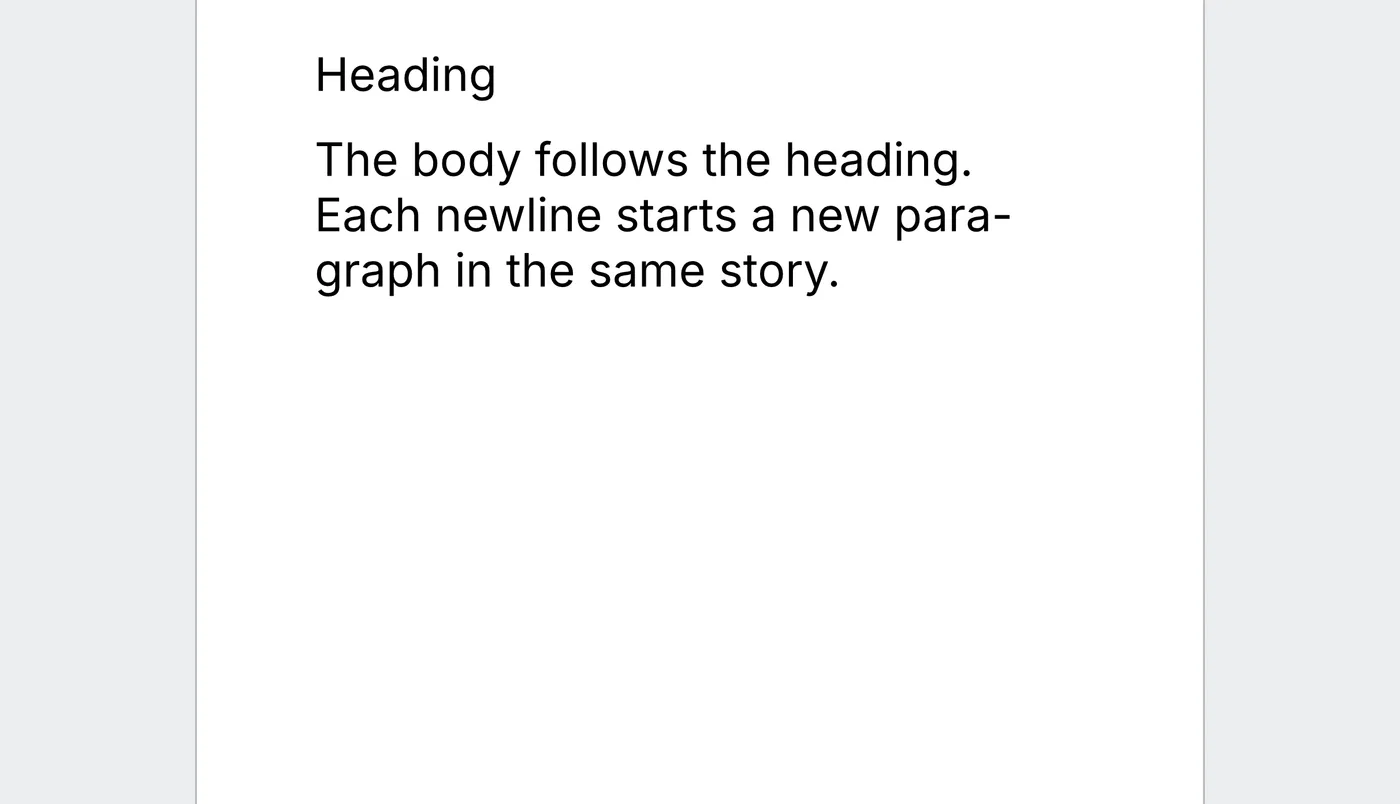 Heading
The body follows the heading.
Each newline starts a new para-
graph in the same story.